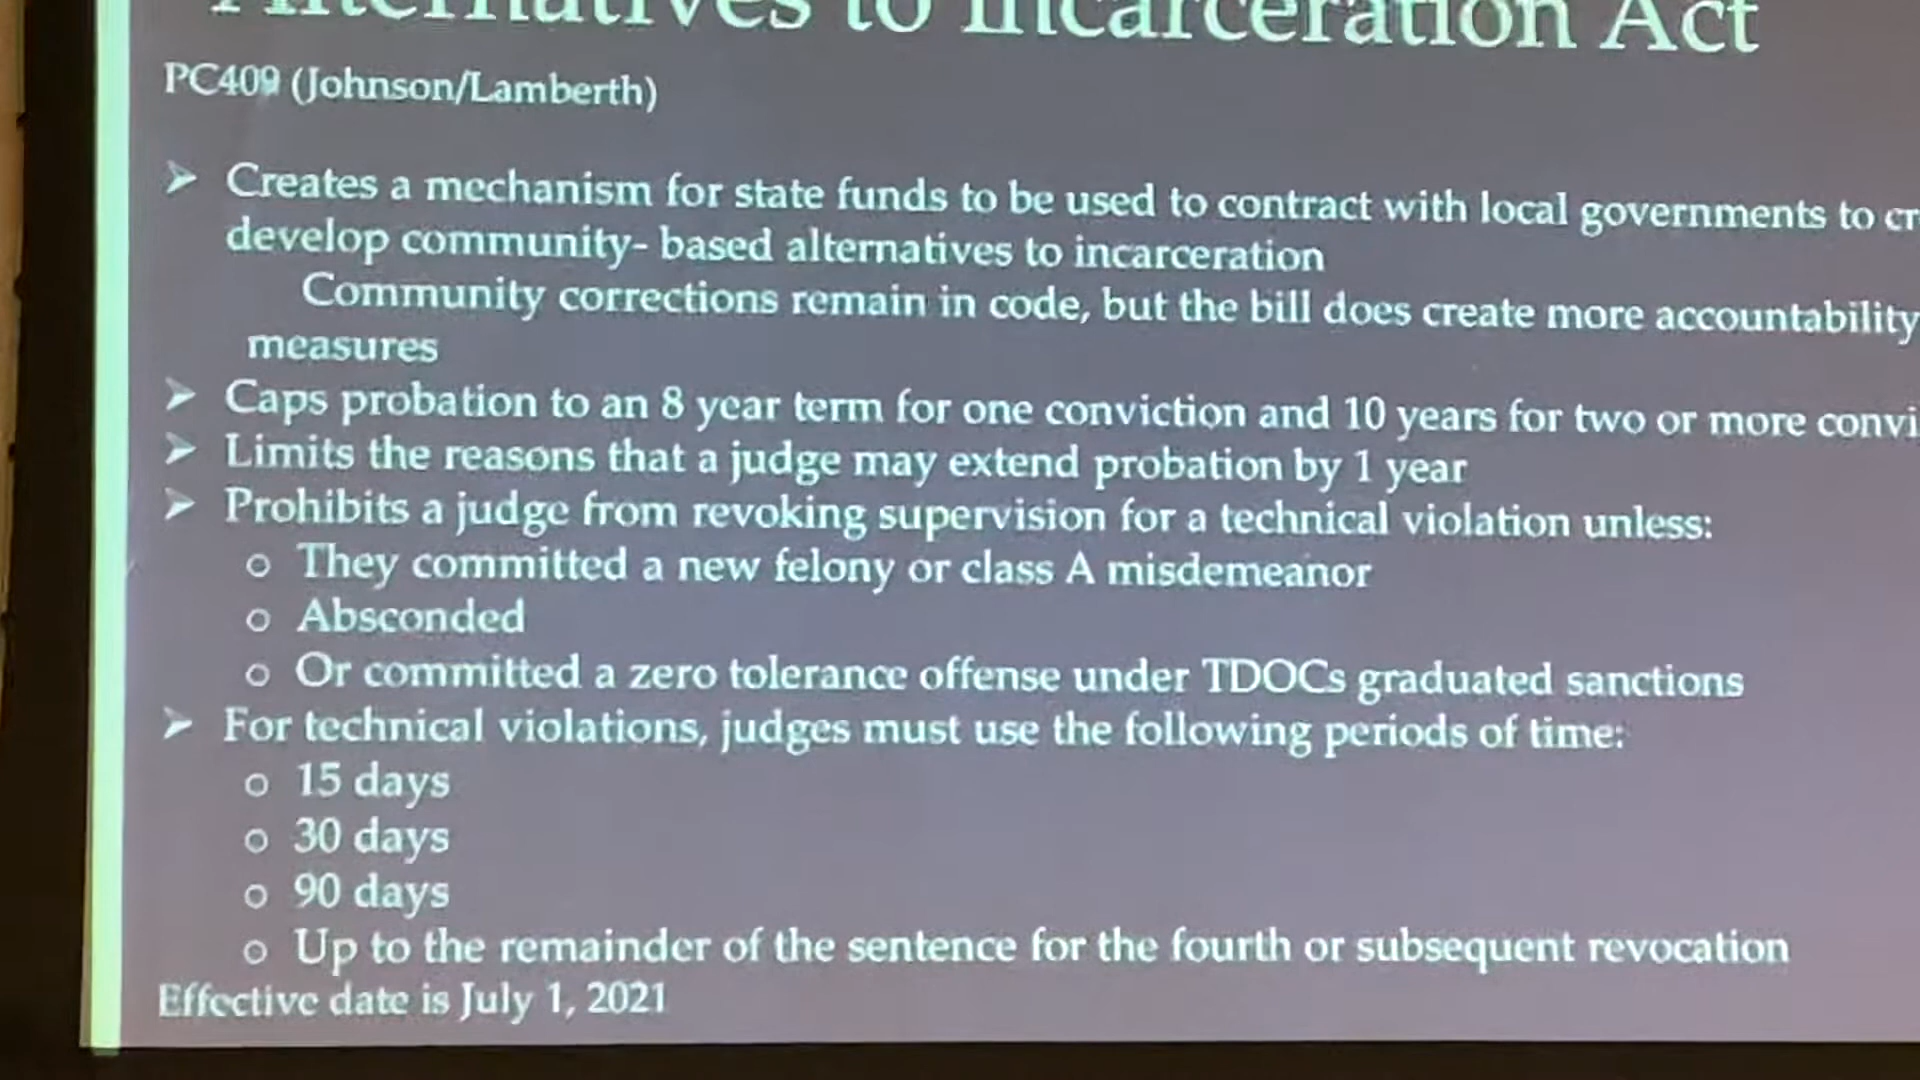 Alternatives to Incarceration Act
PC409 (Johnson/Lamberth)
➢ Creates a mechanism for state funds to be used to contract with local governments to cr
develop community- based alternatives to incarceration
Community corrections remain in code, but the bill does create more accountability
measures
➢ Caps probation to an 8 year term for one conviction and 10 years for two or more convi
➢ Limits the reasons that a judge may extend probation by 1 year
➢ Prohibits a judge from revoking supervision for a technical violation unless:
o They committed a new felony or class A misdemeanor
o Absconded
o Or committed a zero tolerance offense under TDOCs graduated sanctions
➢ For technical violations, judges must use the following periods of time:
o 15 days
o 30 days
o 90 days
o Up to the remainder of the sentence for the fourth or subsequent revocation
Effective date is July 1, 2021